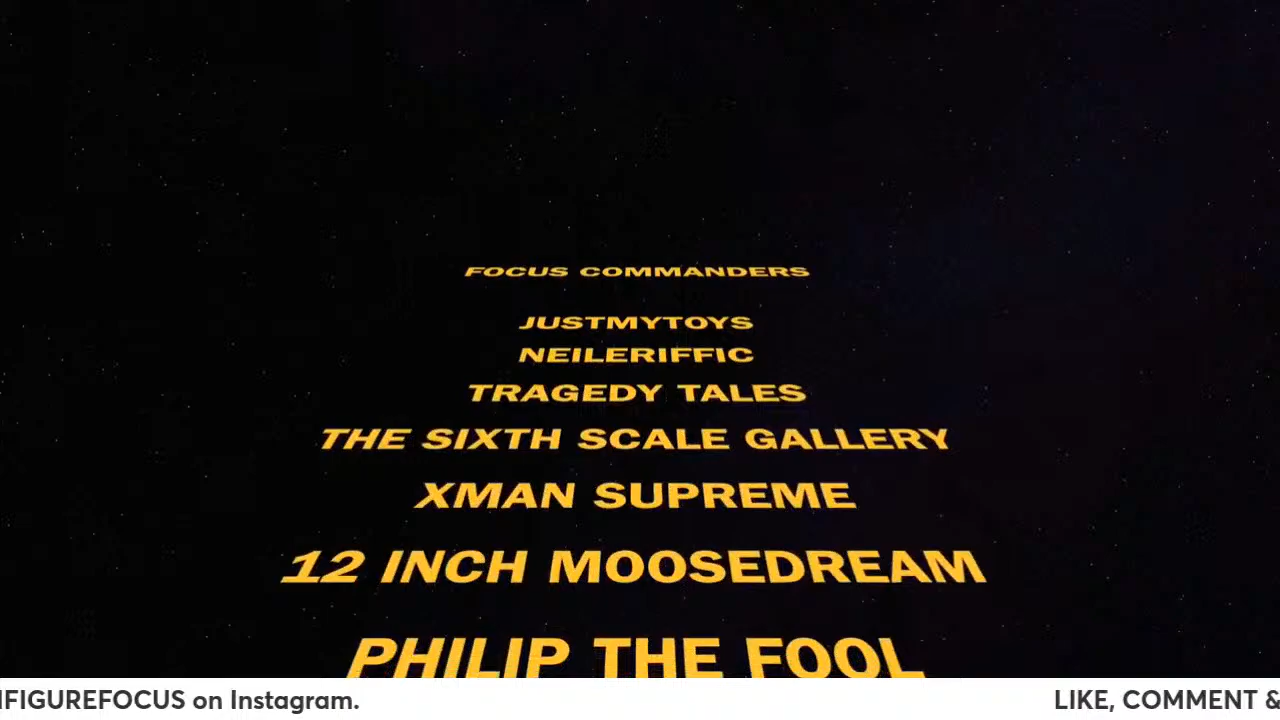 FOCUS COMMANDERS
JUSTMYTOYS
NEILERIFFIC
TRAGEDY TALES
THE SIXTH SCALE GALLERY
XMAN SUPREME
12 INCH MOOSEDREAM
PHILIP THE FOOL
NFIGUREFOCUS on Instagram.
LIKE, COMMENT &